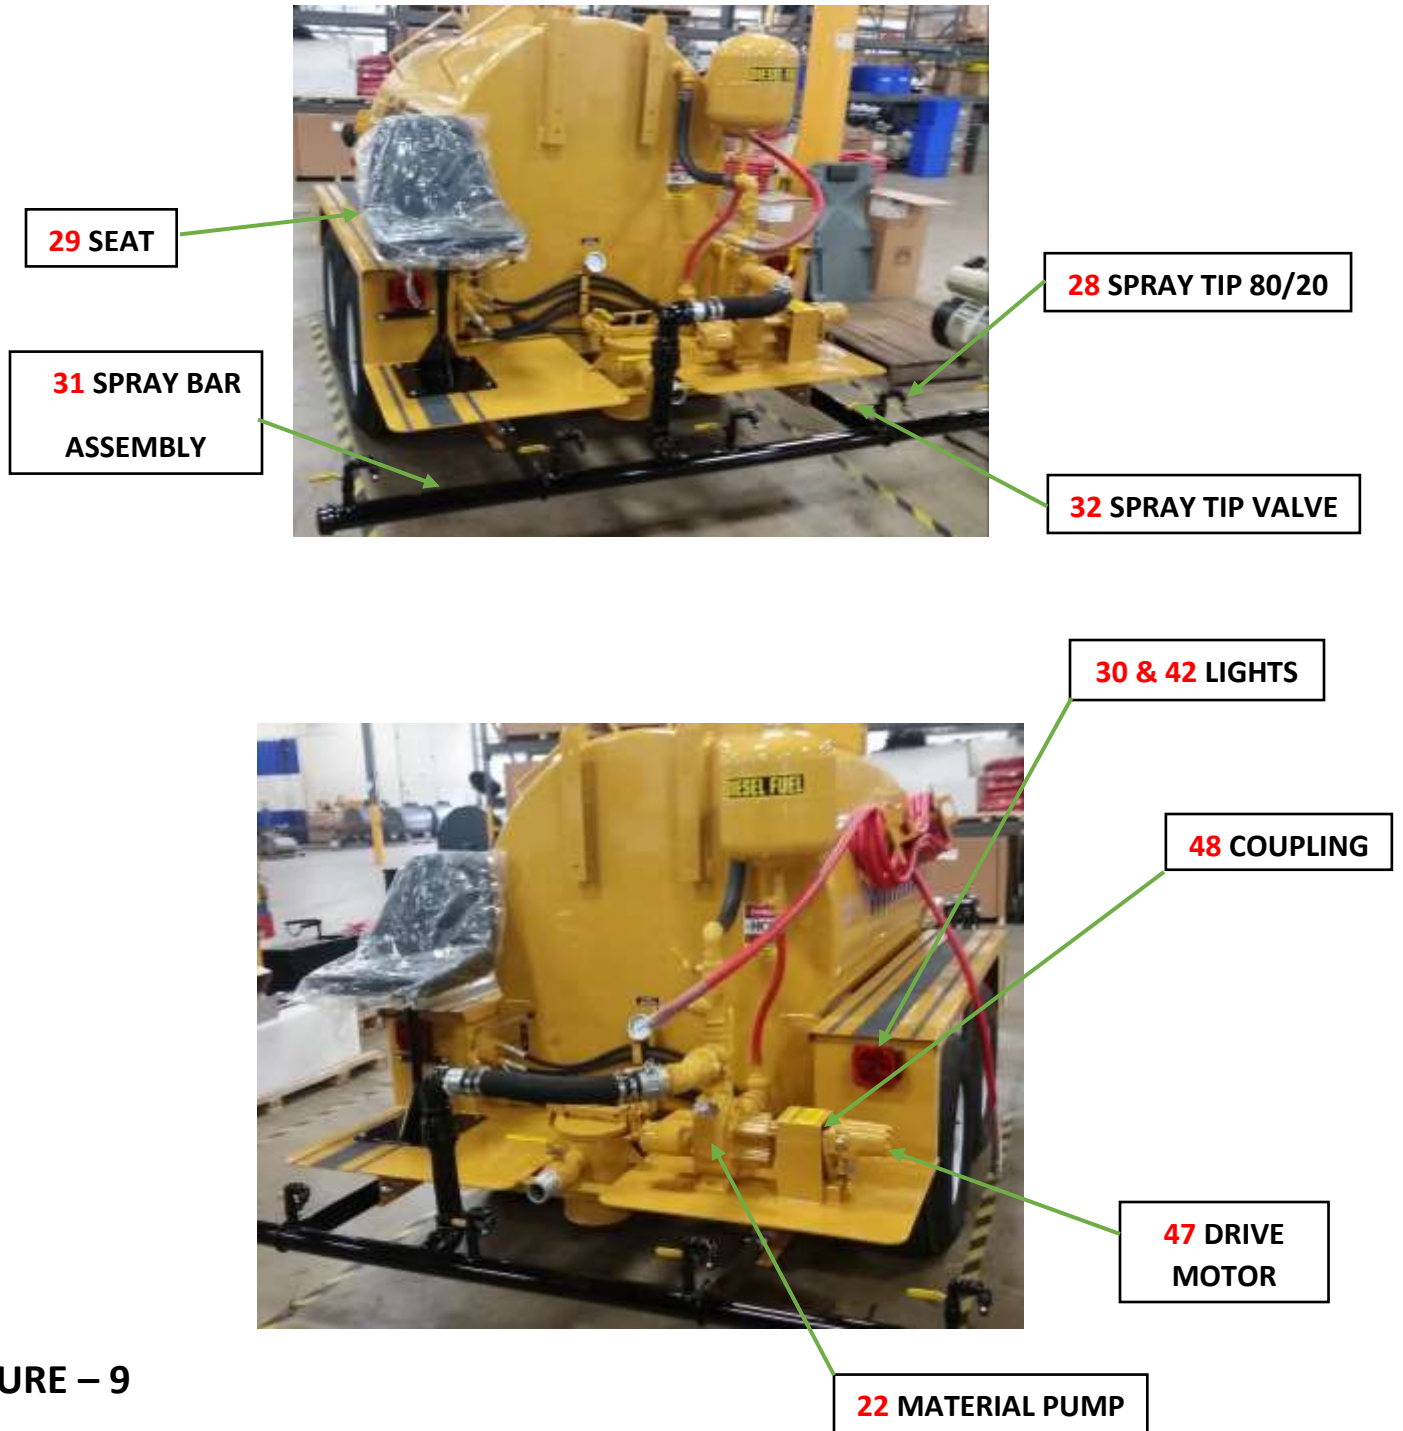 29 SEAT
28 SPRAY TIP 80/20
31 SPRAY BAR
ASSEMBLY
32 SPRAY TIP VALVE
30 & 42 LIGHTS
DIESEL FUEL
48 COUPLING
47 DRIVE
MOTOR
URE – 9
22 MATERIAL PUMP